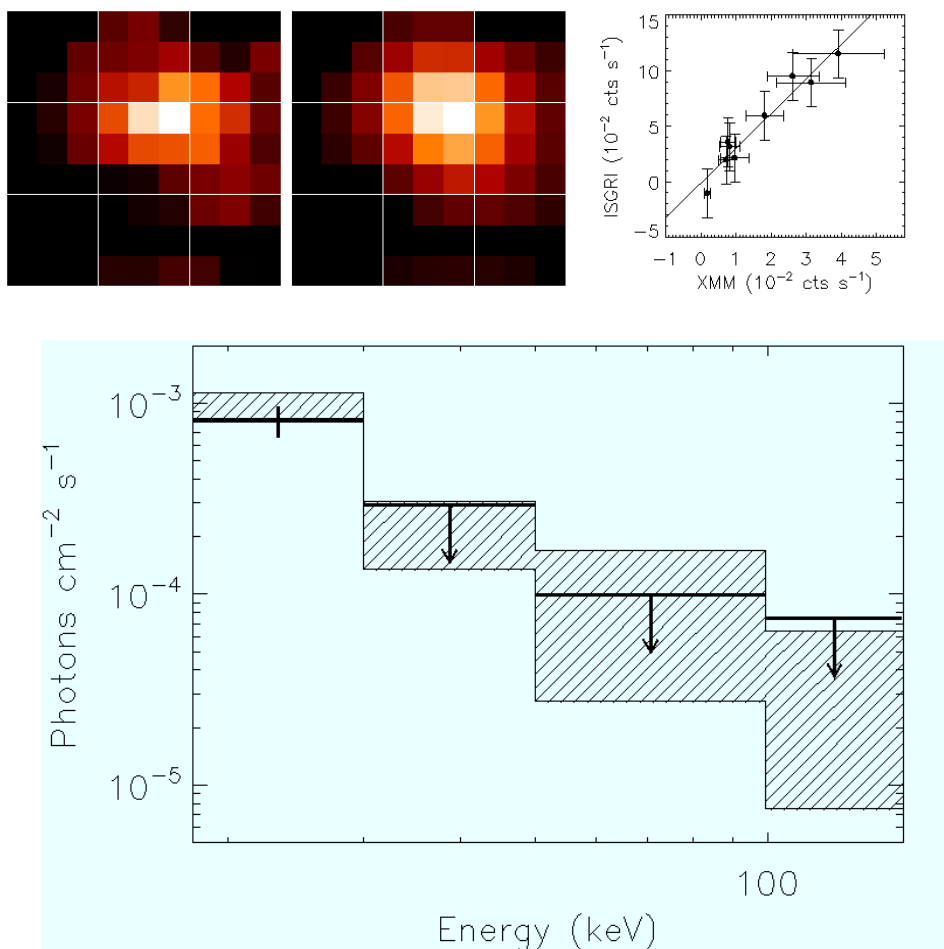 15
10
5
0
−5
ISGRI (10⁻² cts s⁻¹)
−1 0 1 2 3 4 5
XMM (10⁻² cts s⁻¹)
10⁻³
10⁻⁴
10⁻⁵
Photons cm⁻² s⁻¹
100
Energy (keV)